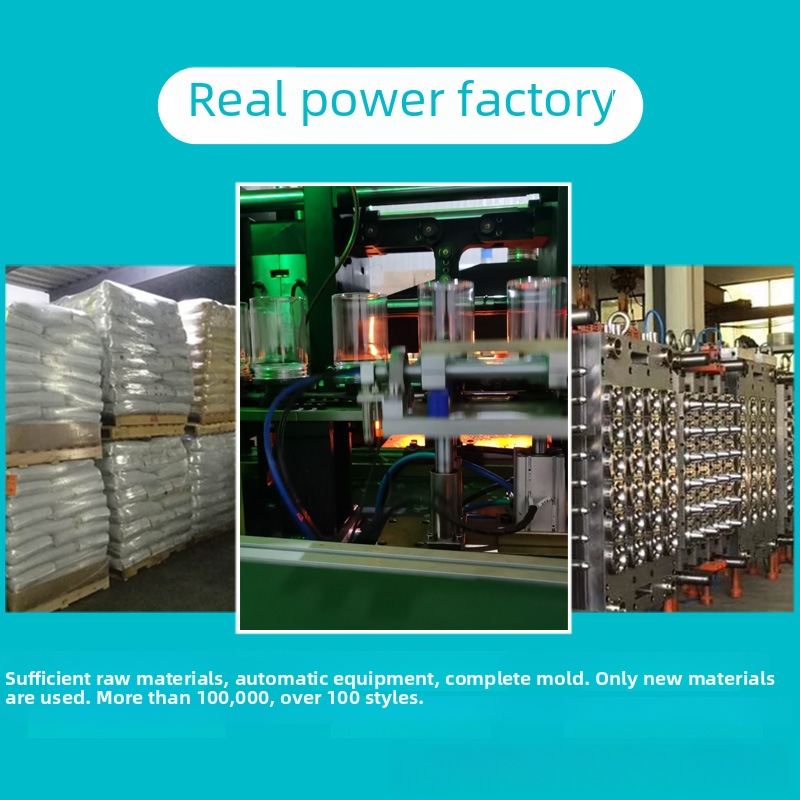 Real power factory
Sufficient raw materials, automatic equipment, complete mold. Only new materials
are used. More than 100,000, over 100 styles.